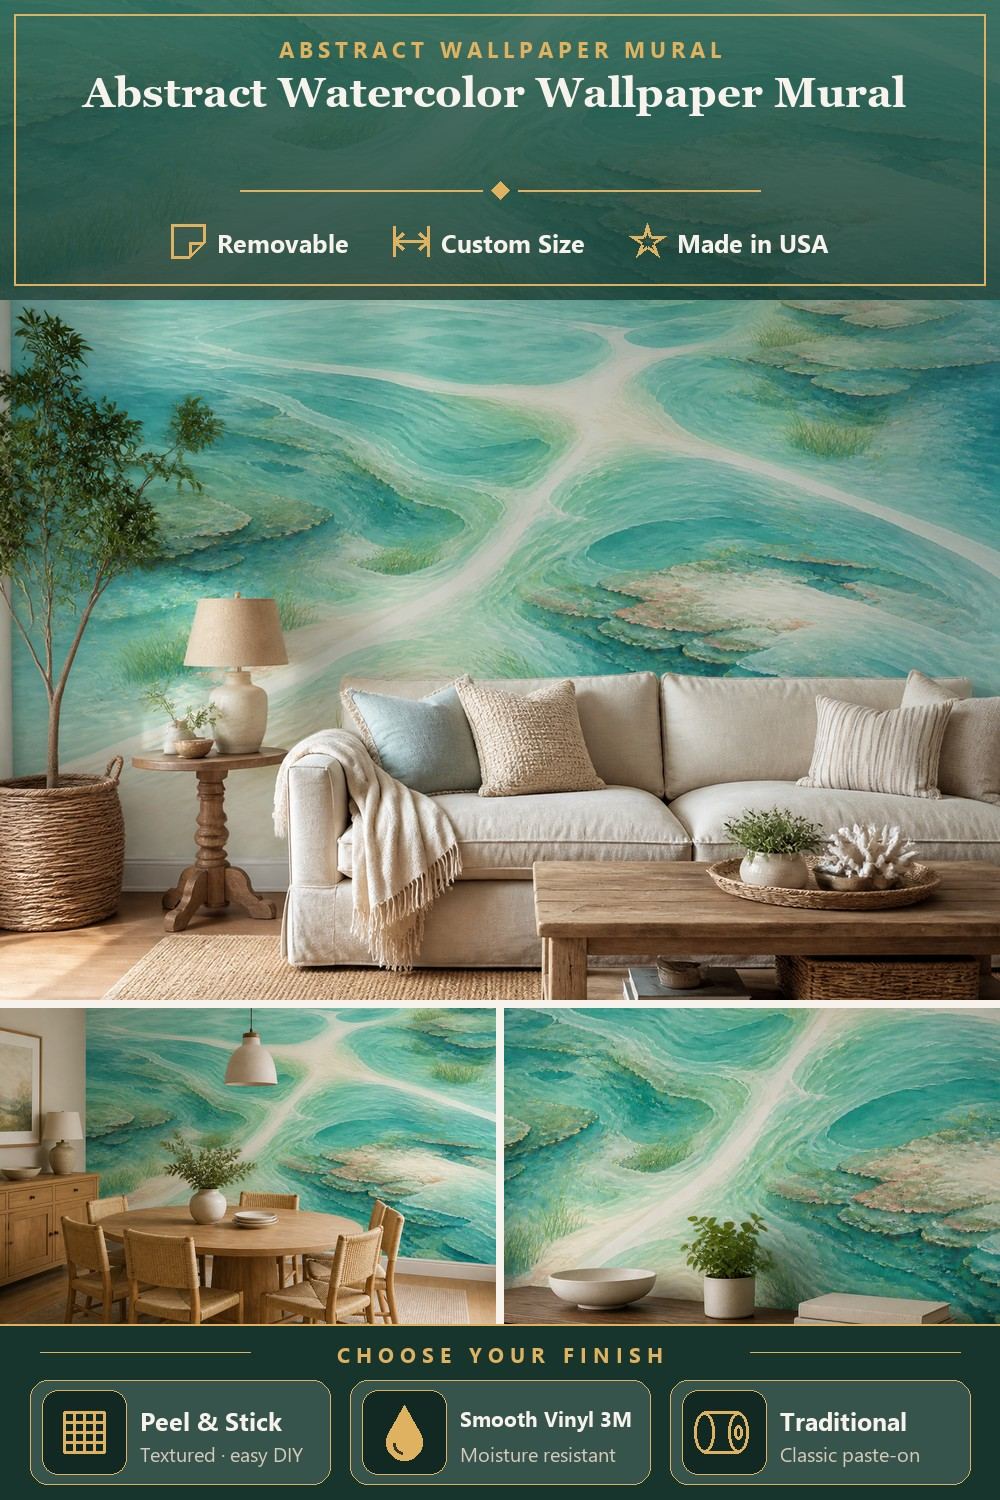 ABSTRACT WALLPAPER MURAL
Abstract Watercolor Wallpaper Mural
Removable
Custom Size
Made in USA
CHOOSE YOUR FINISH
Peel & Stick
Textured · easy DIY
Smooth Vinyl 3M
Moisture resistant
Traditional
Classic paste-on